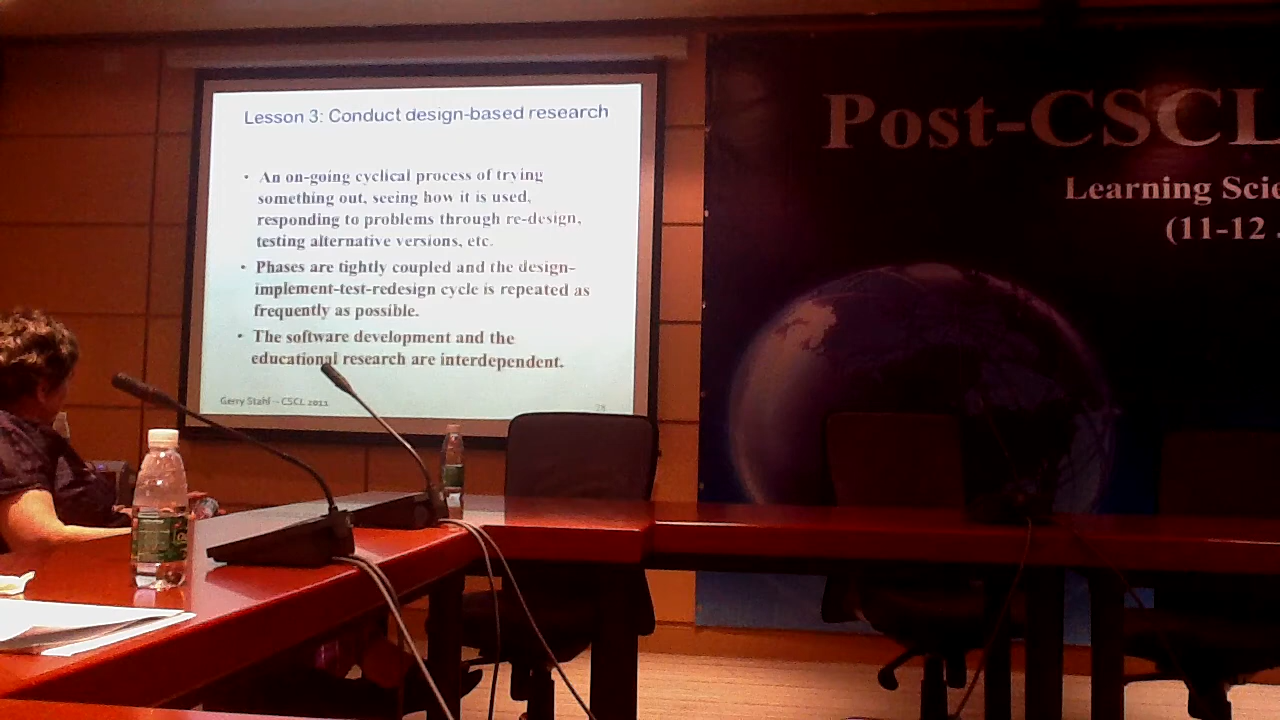 Lesson 3: Conduct design-based research
• An on-going cyclical process of trying
something out, seeing how it is used,
responding to problems through re-design,
testing alternative versions, etc.
• Phases are tightly coupled and the design-
implement-test-redesign cycle is repeated as
frequently as possible.
• The software development and the
educational research are interdependent.
Gerry Stahl -- CSCL 2011
28
Post-CSCL
Learning Scie
(11-12